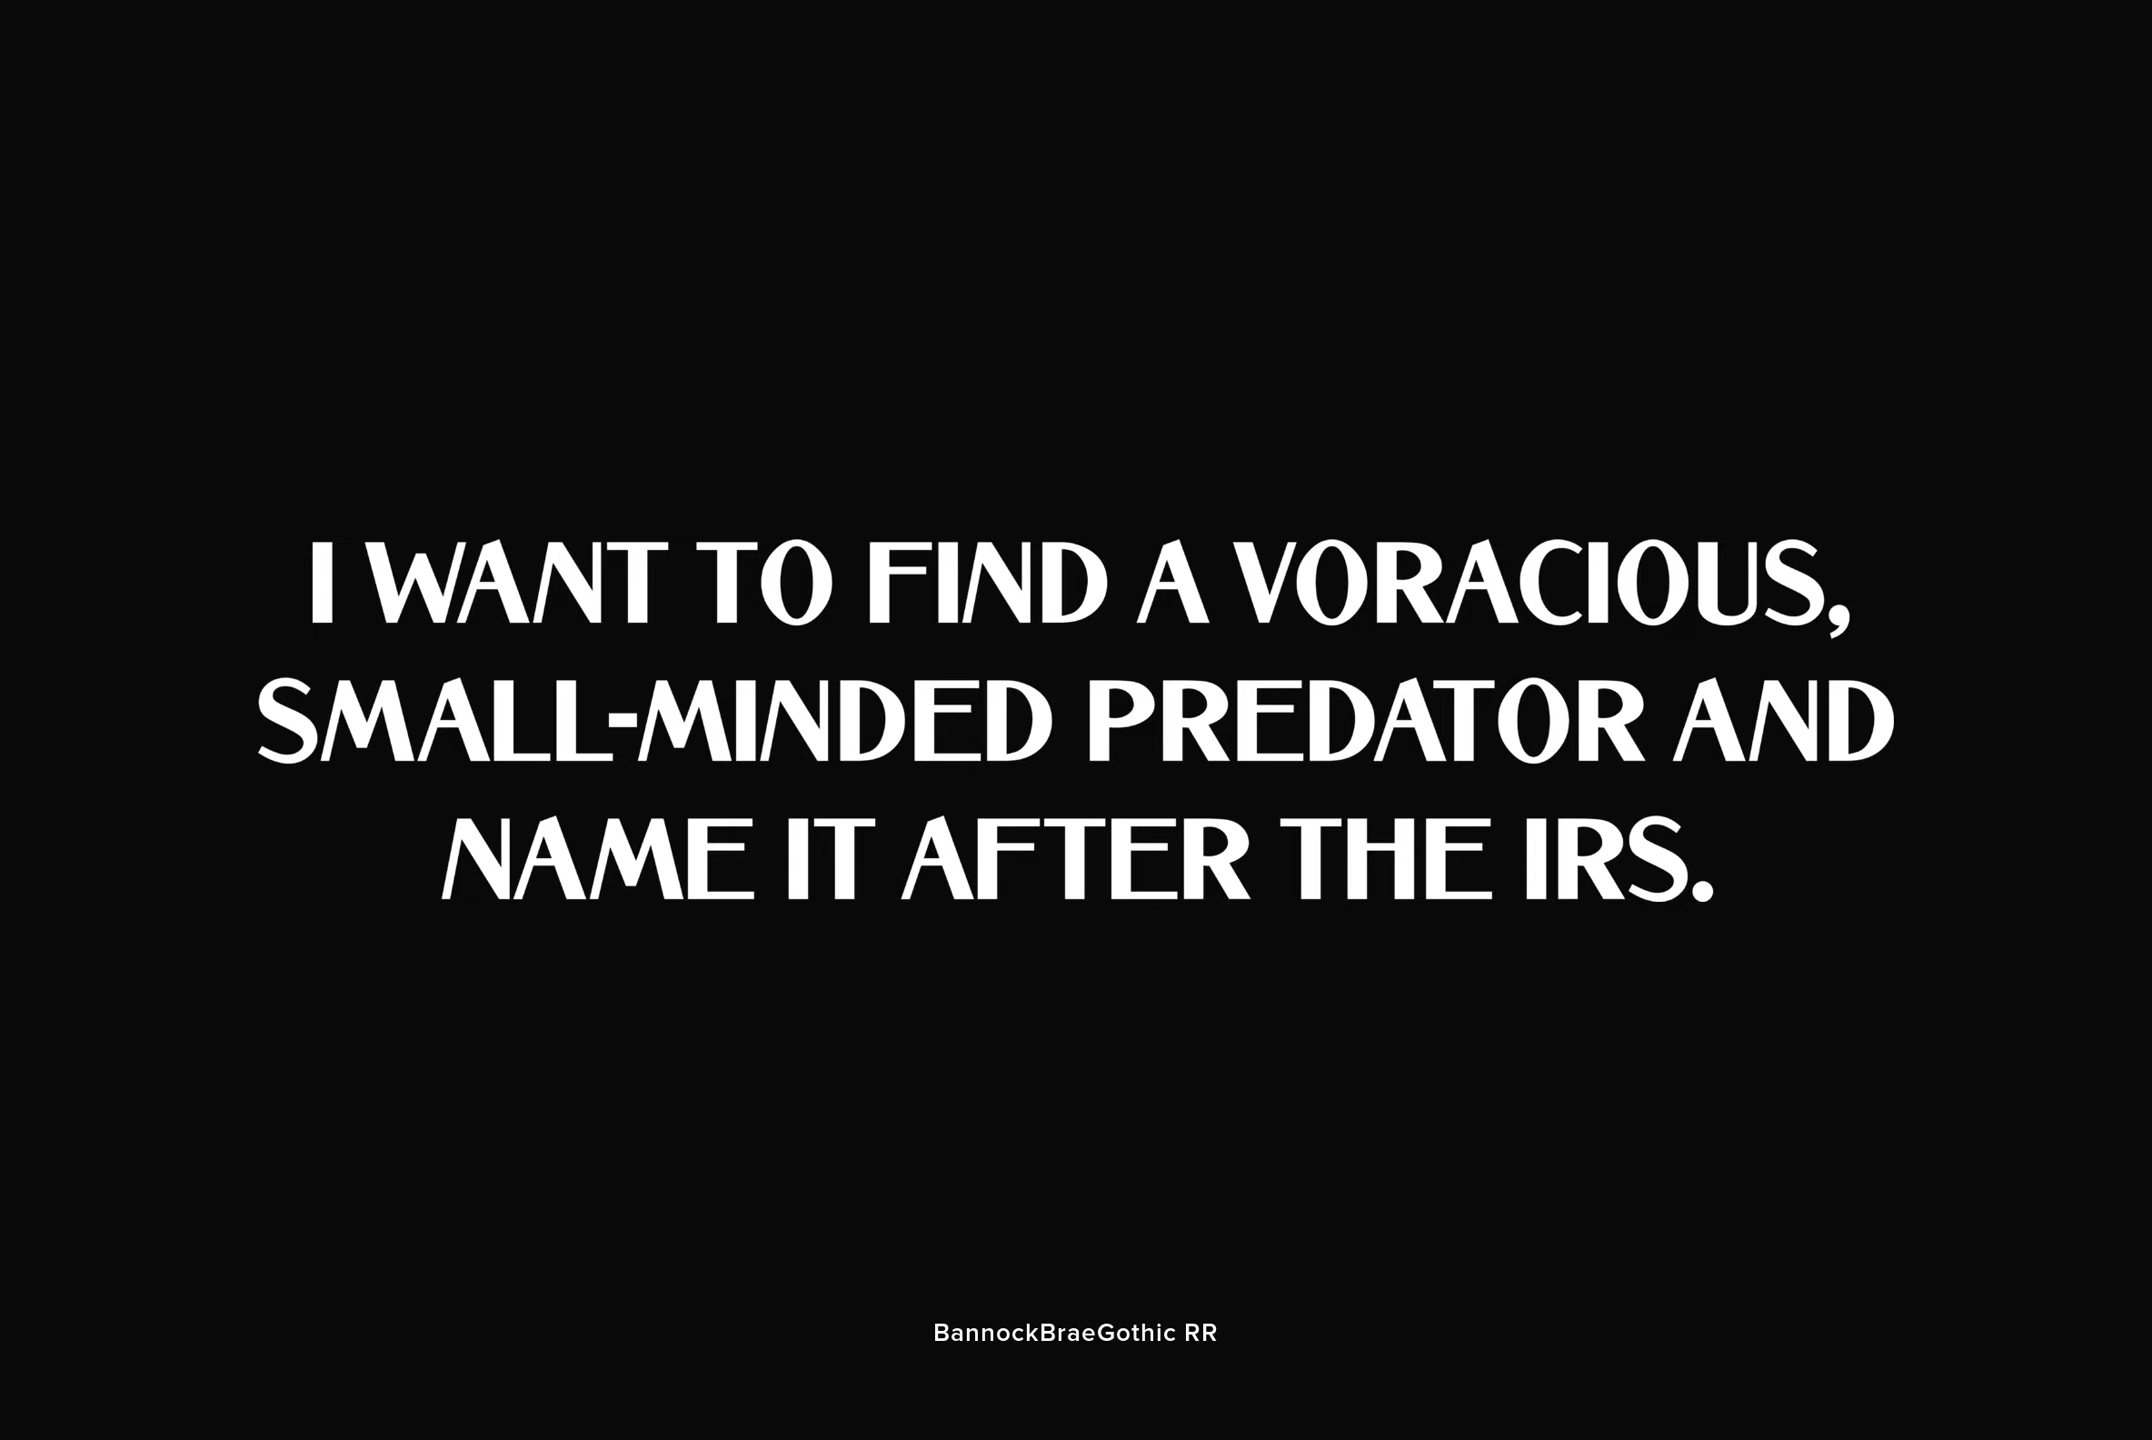 I WANT TO FIND A VORACIOUS,
SMALL-MINDED PREDATOR AND
NAME IT AFTER THE IRS.
BannockBraeGothic RR